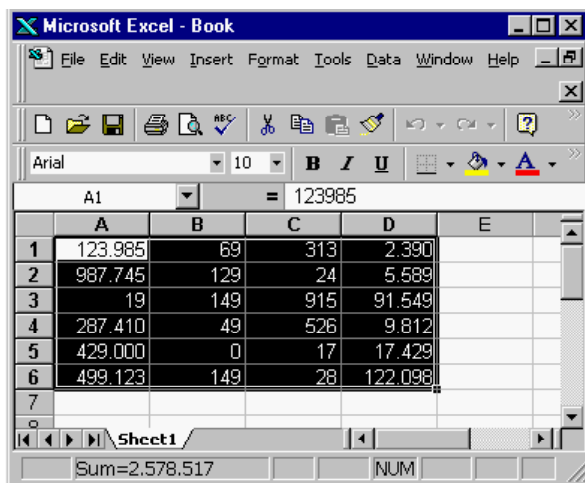 Microsoft Excel - Book
File Edit View Insert Format Tools Data Window Help
ABC
Arial 10 B I U A
A1 = 123985
A B C D E
1 123.985 69 313 2.390
2 987.745 129 24 5.589
3 19 149 915 91.549
4 287.410 49 526 9.812
5 429.000 0 17 17.429
6 499.123 149 28 122.098
7
Sheet1
Sum=2.578.517 NUM